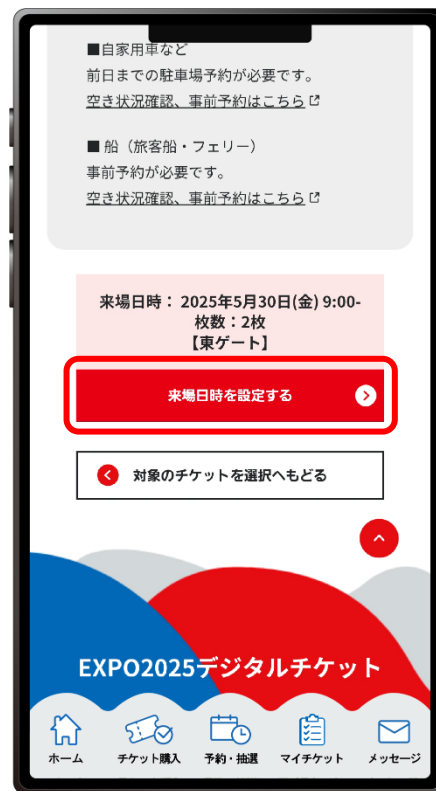 ■自家用車など
前日までの駐車場予約が必要です。
空き状況確認、事前予約はこちら
■ 船（旅客船・フェリー）
事前予約が必要です。
空き状況確認、事前予約はこちら
来場日時： 2025年5月30日(金) 9:00-
枚数：2枚
【東ゲート】
来場日時を設定する
対象のチケットを選択へもどる
EXPO2025デジタルチケット
ホーム
チケット購入
予約・抽選
マイチケット
メッセージ